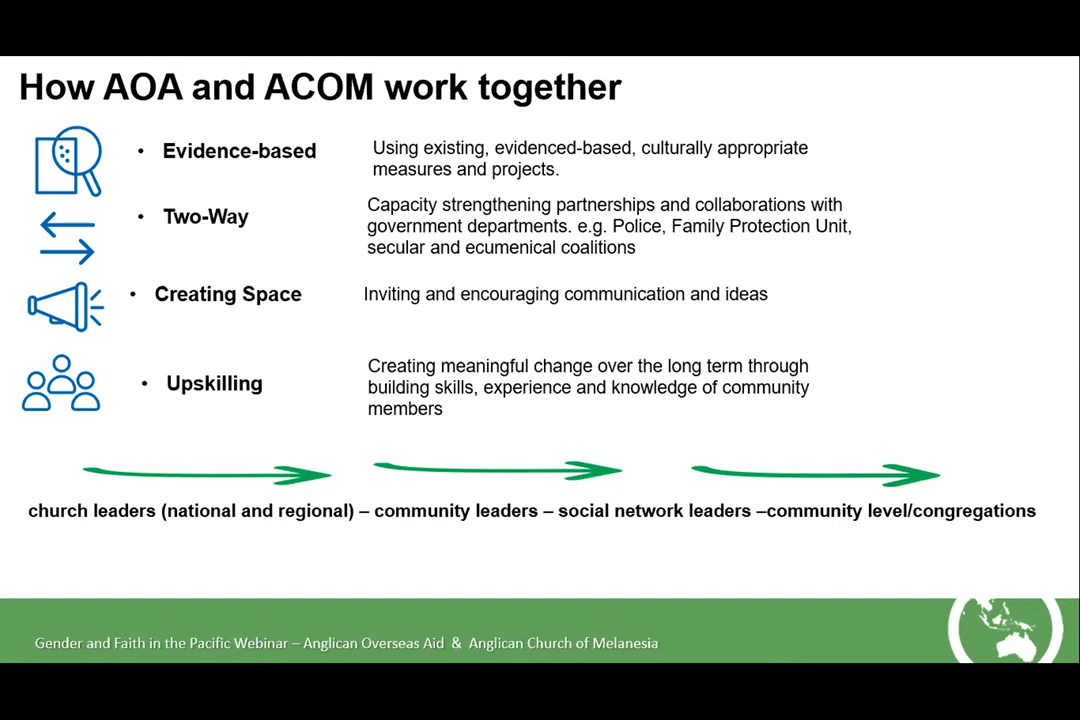 How AOA and ACOM work together
• Evidence-based
Using existing, evidenced-based, culturally appropriate
measures and projects.
• Two-Way
Capacity strengthening partnerships and collaborations with
government departments. e.g. Police, Family Protection Unit,
secular and ecumenical coalitions
• Creating Space
Inviting and encouraging communication and ideas
• Upskilling
Creating meaningful change over the long term through
building skills, experience and knowledge of community
members
church leaders (national and regional) – community leaders – social network leaders –community level/congregations
Gender and Faith in the Pacific Webinar – Anglican Overseas Aid & Anglican Church of Melanesia